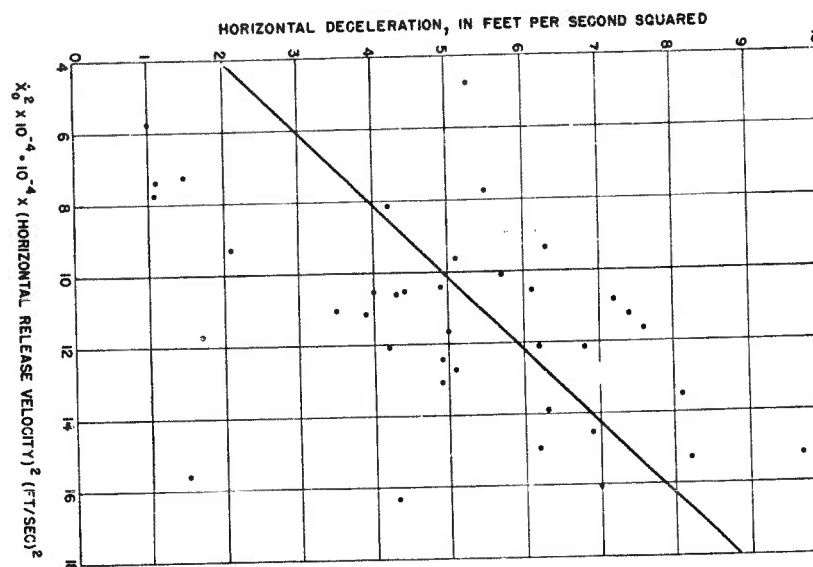 HORIZONTAL DECELERATION, IN FEET PER SECOND SQUARED
0 1 2 3 4 5 6 7 8 9
4
6
8
10
12
14
16
Ẋ₀² X 10⁻⁴ = 10⁻⁴ X (HORIZONTAL RELEASE VELOCITY)² (FT/SEC)²